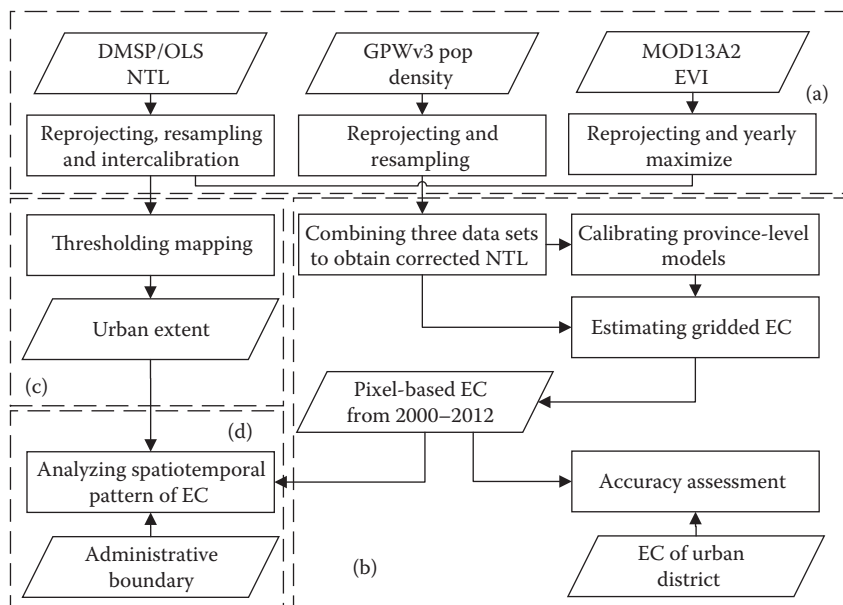 DMSP/OLS
NTL
GPWv3 pop
density
MOD13A2
EVI
(a)
Reprojecting, resampling
and intercalibration
Reprojecting and
resampling
Reprojecting and yearly
maximize
Thresholding mapping
Combining three data sets
to obtain corrected NTL
Calibrating province-level
models
Urban extent
Estimating gridded EC
(c)
Pixel-based EC
from 2000–2012
(d)
Analyzing spatiotemporal
pattern of EC
Accuracy assessment
Administrative
boundary
(b)
EC of urban
district